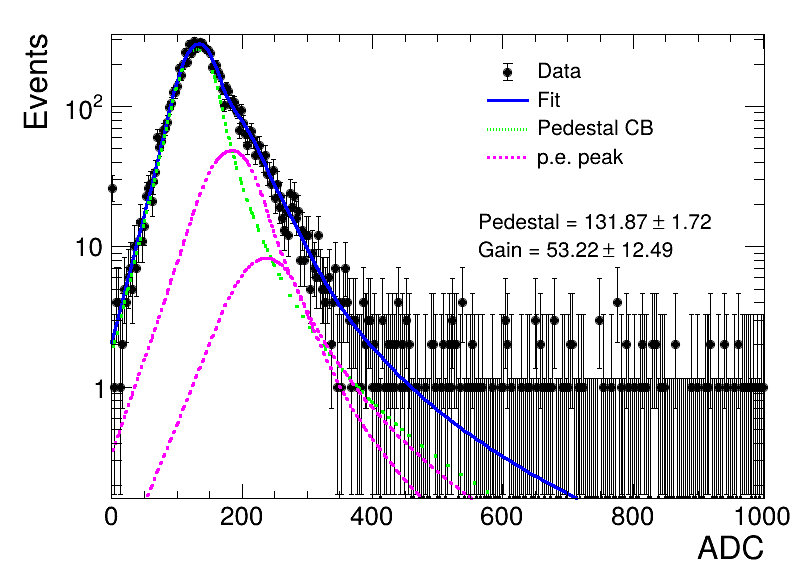 Events
10²
10
1
Data
Fit
Pedestal CB
p.e. peak
Pedestal = 131.87 ± 1.72
Gain = 53.22 ± 12.49
0 200 400 600 800 1000
ADC